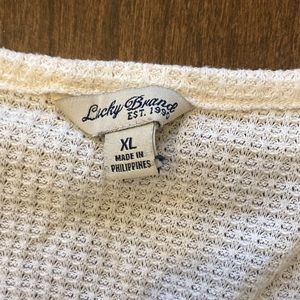 Lucky Brand
EST. 1990
XL
MADE IN
PHILIPPINES